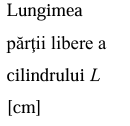 Lungimea
părţii libere a
cilindrului L
[cm]